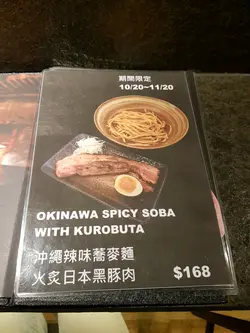 期間限定
10/20~11/20
OKINAWA SPICY SOBA
WITH KUROBUTA
沖繩辣味蕎麥麵
火炙日本黑豚肉
$168